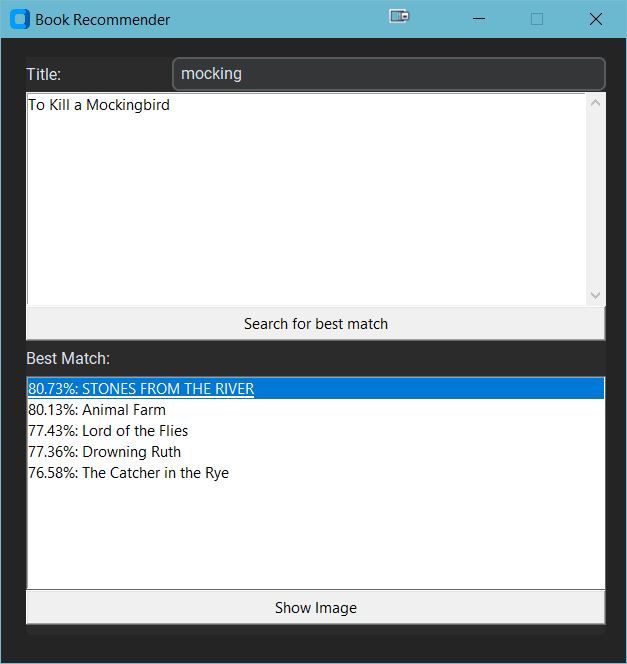 Book Recommender
Title:
mocking
To Kill a Mockingbird
Search for best match
Best Match:
80.73%: STONES FROM THE RIVER
80.13%: Animal Farm
77.43%: Lord of the Flies
77.36%: Drowning Ruth
76.58%: The Catcher in the Rye
Show Image